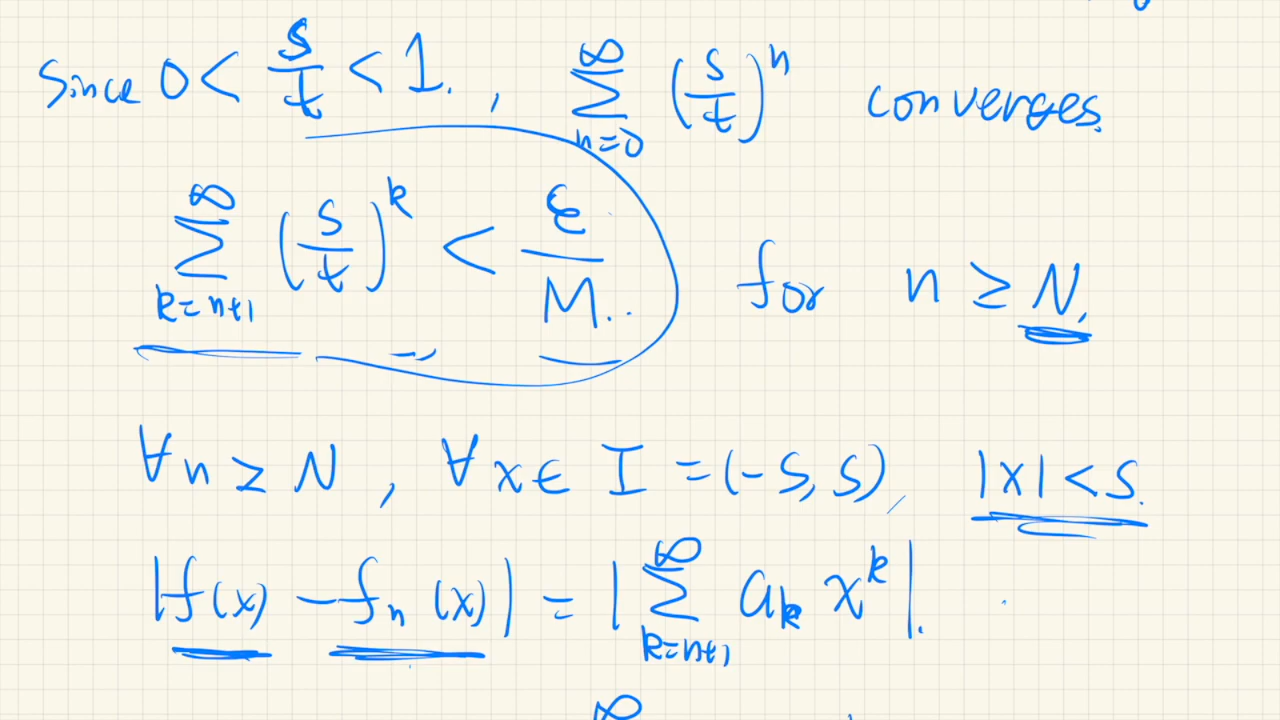 Since 0 < s/t < 1. , ∑_{n=0}^{∞} (s/t)^n converges.
∑_{k=n+1}^{∞} (s/t)^k < ε/M. for n ≥ N.
∀n ≥ N , ∀x ∈ I = (-s, s), |x| < s.
|f(x) - f_n(x)| = |∑_{k=n+1}^{∞} a_k x^k|.
∞